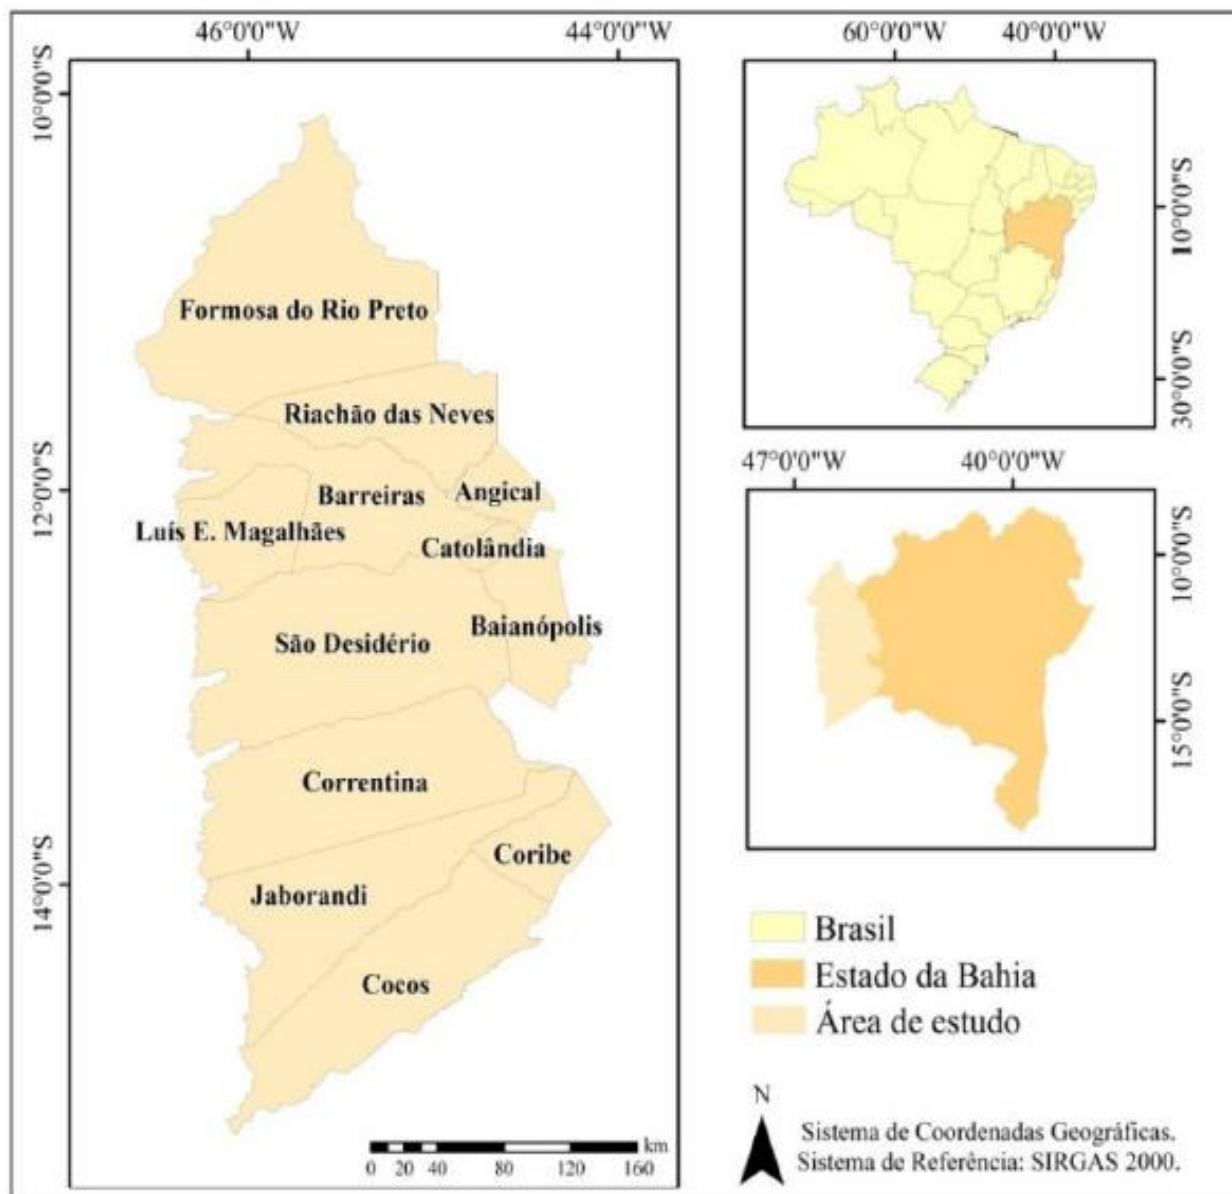 46°0'0"W
44°0'0"W
10°0'0"S
12°0'0"S
14°0'0"S
Formosa do Rio Preto
Riachão das Neves
Barreiras
Angical
Luís E. Magalhães
Catolândia
Baianópolis
São Desidério
Correntina
Coribe
Jaborandi
Cocos
km
0 20 40 80 120 160
60°0'0"W
40°0'0"W
10°0'0"S
30°0'0"S
47°0'0"W
40°0'0"W
10°0'0"S
15°0'0"S
Brasil
Estado da Bahia
Área de estudo
N
Sistema de Coordenadas Geográficas.
Sistema de Referência: SIRGAS 2000.